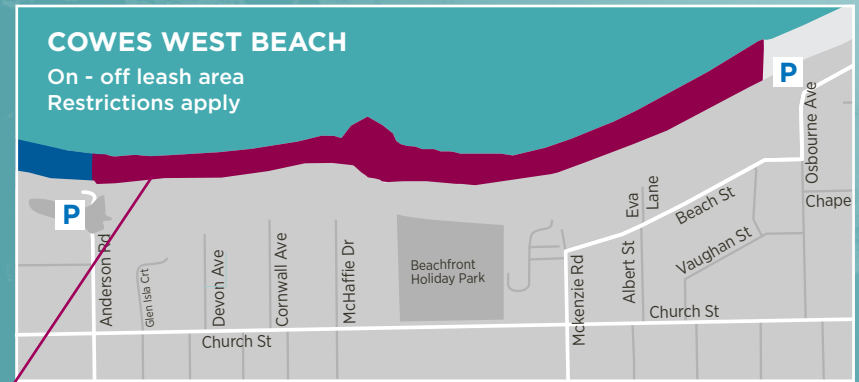 COWES WEST BEACH
On - off leash area
Restrictions apply
P
P
Osbourne Ave
Chape
Eva
Lane
Beach St
Vaughan St
Anderson Rd
Glen Isla Crt
Devon Ave
Cornwall Ave
McHaffie Dr
Beachfront
Holiday Park
Mckenzie Rd
Albert St
Church St
Church St